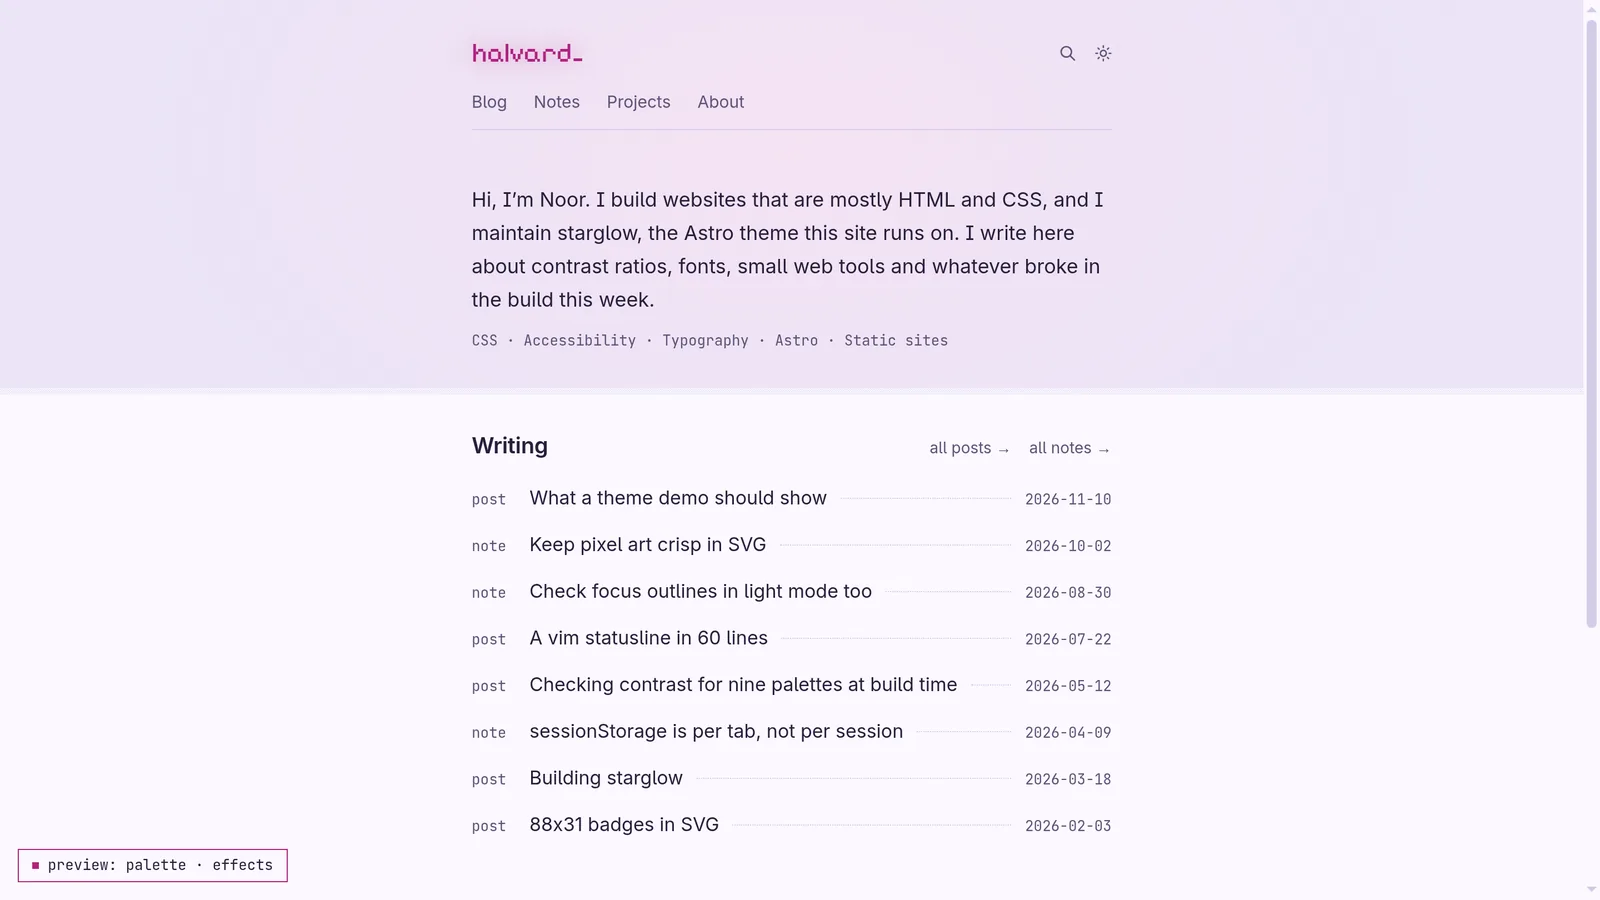 halvard_
Blog Notes Projects About
Hi, I’m Noor. I build websites that are mostly HTML and CSS, and I
maintain starglow, the Astro theme this site runs on. I write here
about contrast ratios, fonts, small web tools and whatever broke in
the build this week.
CSS · Accessibility · Typography · Astro · Static sites
Writing all posts → all notes →
post What a theme demo should show 2026-11-10
note Keep pixel art crisp in SVG 2026-10-02
note Check focus outlines in light mode too 2026-08-30
post A vim statusline in 60 lines 2026-07-22
post Checking contrast for nine palettes at build time 2026-05-12
note sessionStorage is per tab, not per session 2026-04-09
post Building starglow 2026-03-18
post 88x31 badges in SVG 2026-02-03
preview: palette · effects